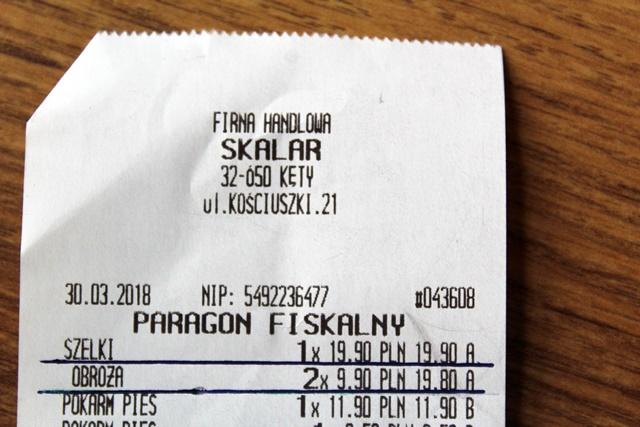 FIRMA HANDLOWA
SKALAR
32-650 KĘTY
ul.KOŚCIUSZKI.21
30.03.2018 NIP: 5492236477 #043608
PARAGON FISKALNY
SZELKI 1x 19.90 PLN 19.90 A
OBROŻA 2x 9.90 PLN 19.80 A
POKARM PIES 1x 11.90 PLN 11.90 B
POKARM PIES